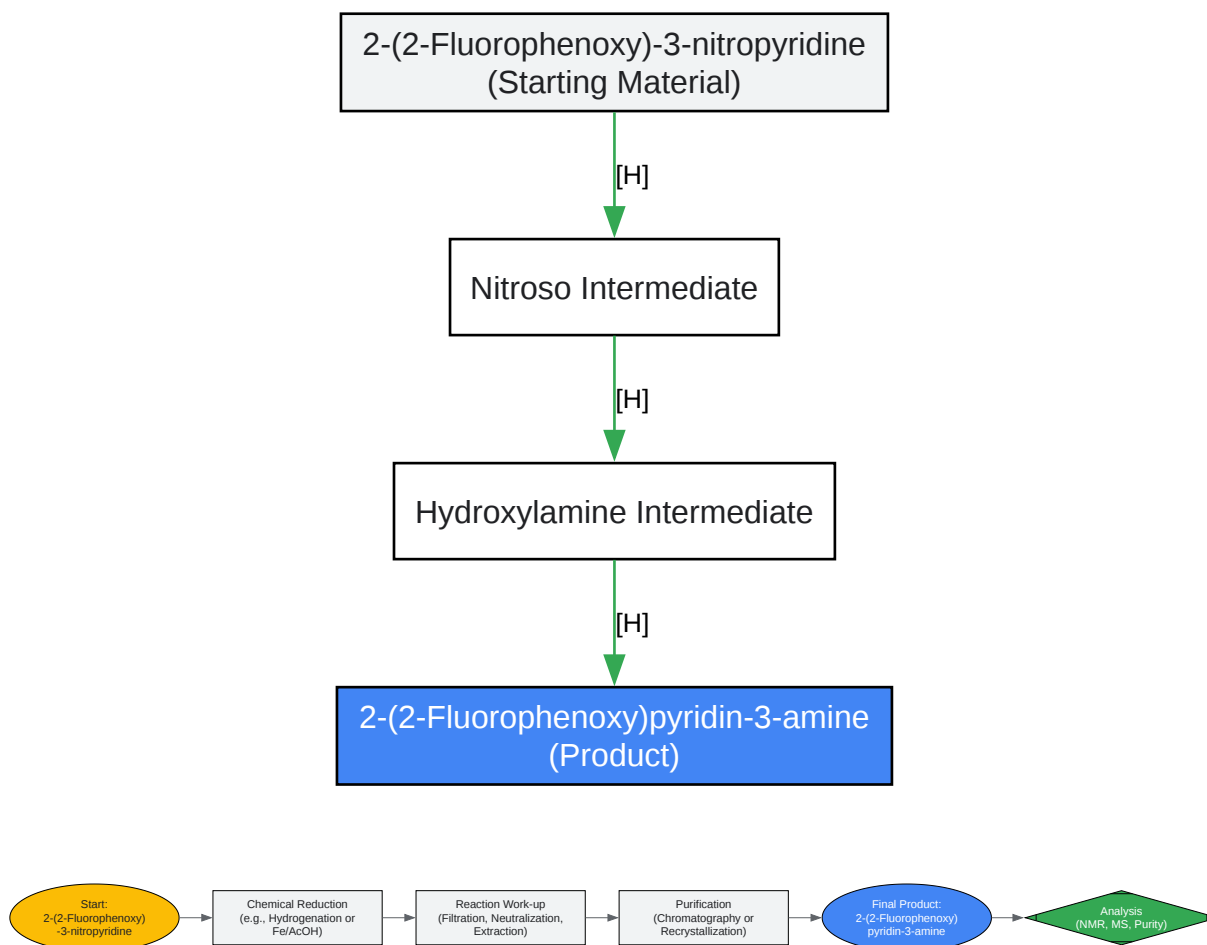 2-(2-Fluorophenoxy)-3-nitropyridine
(Starting Material)
[H]
Nitroso Intermediate
[H]
Hydroxylamine Intermediate
[H]
2-(2-Fluorophenoxy)pyridin-3-amine
(Product)
Start:
2-(2-Fluorophenoxy)
-3-nitropyridine
Chemical Reduction
(e.g., Hydrogenation or
Fe/AcOH)
Reaction Work-up
(Filtration, Neutralization,
Extraction)
Purification
(Chromatography or
Recrystallization)
Final Product:
2-(2-Fluorophenoxy)
pyridin-3-amine
Analysis
(NMR, MS, Purity)